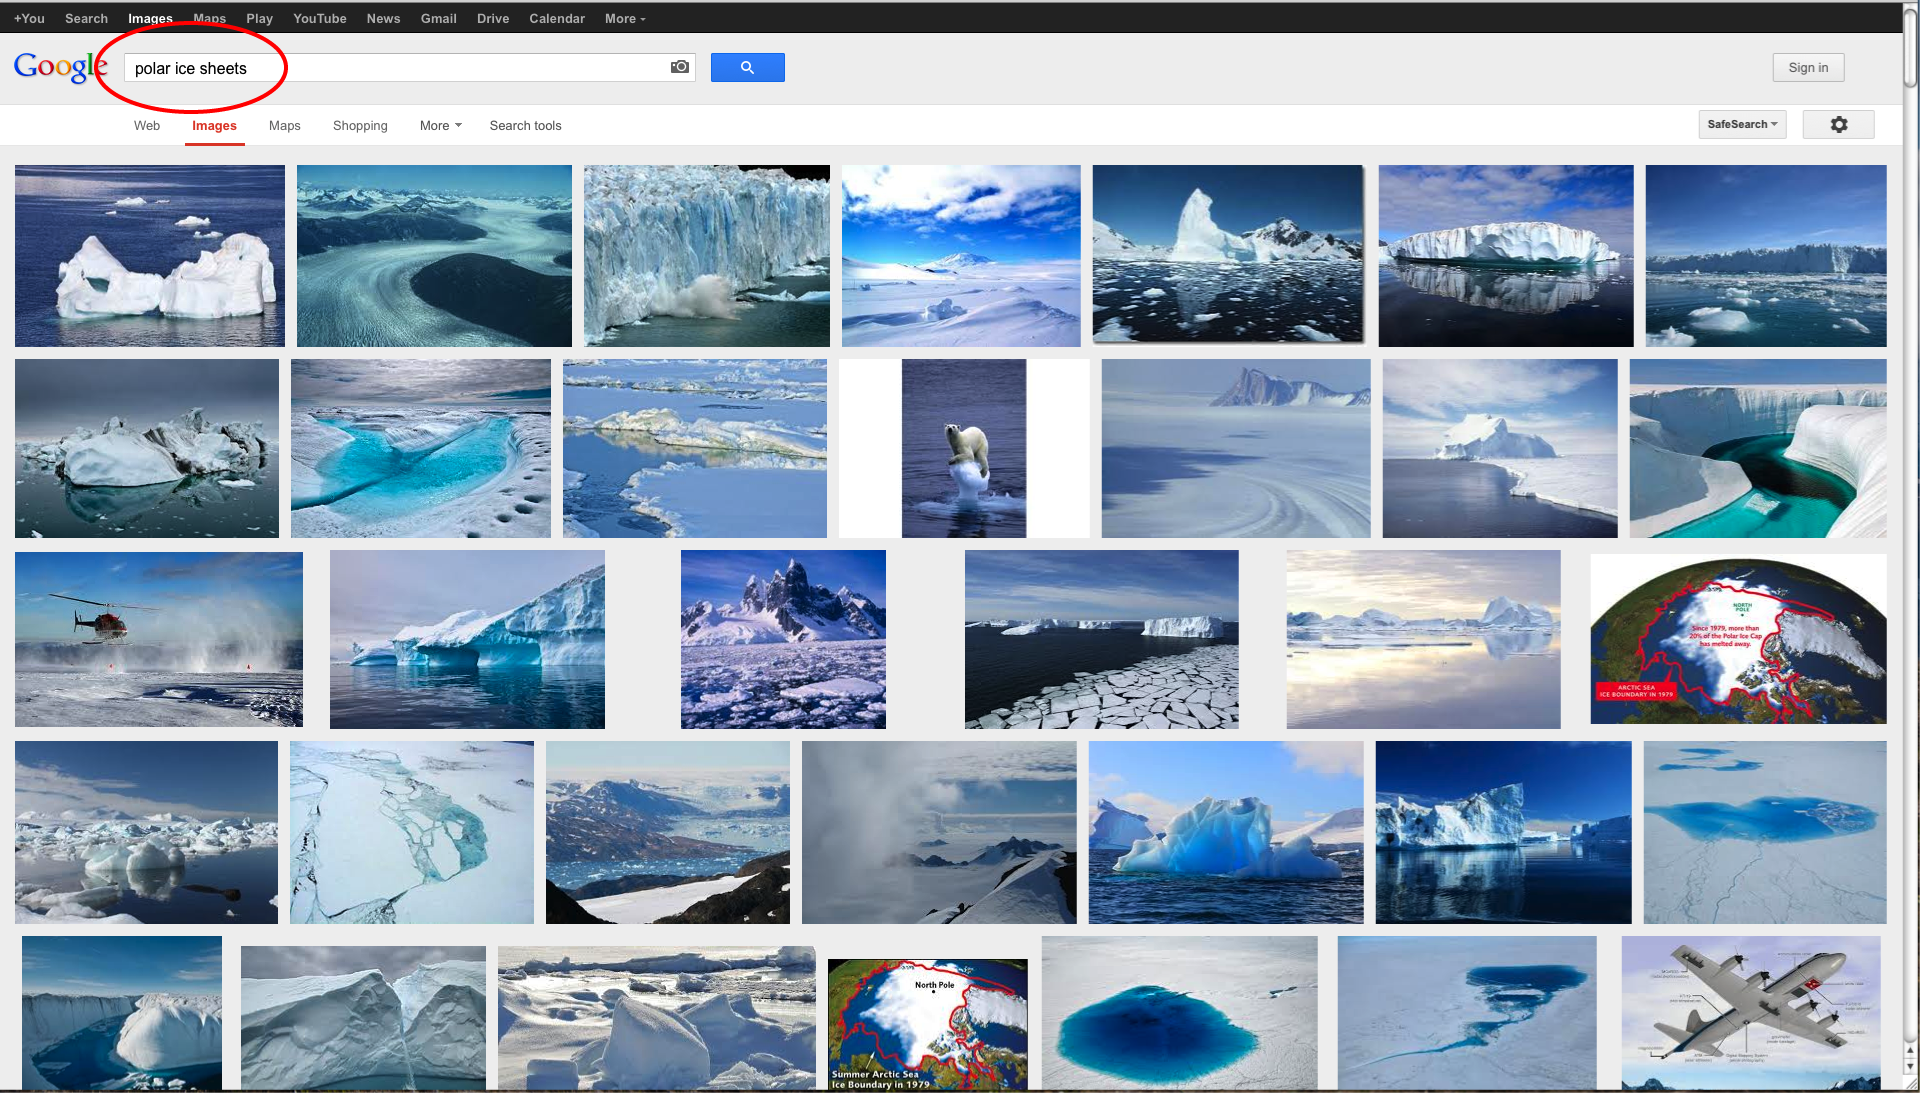 +You Search Images Maps Play YouTube News Gmail Drive Calendar More
Google polar ice sheets Sign in
Web Images Maps Shopping More Search tools SafeSearch
NORTH
POLE
Since 1979, more than
20% of the Polar Ice Cap
has melted away.
ARCTIC SEA
ICE BOUNDARY IN 1979
North Pole
Summer Arctic Sea
Ice Boundary in 1979